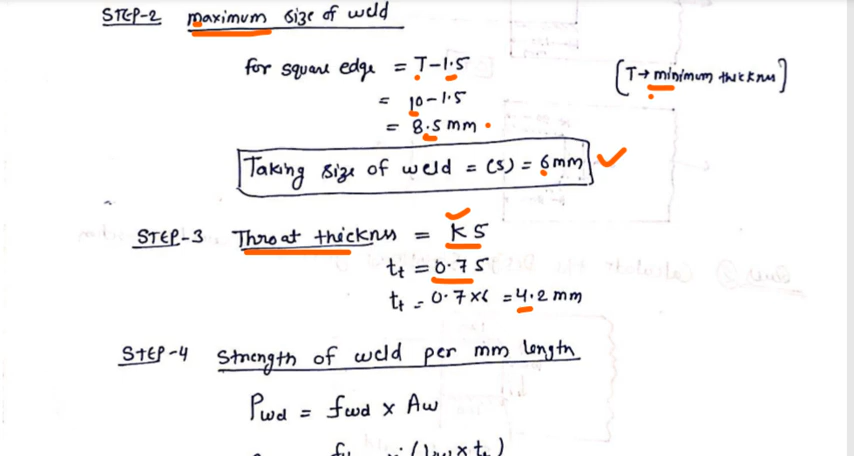 STEP-2 maximum size of weld
for square edge = T-1.5
[T→ minimum thickness]
= 10-1.5
= 8.5 mm
Taking size of weld = (S) = 6mm
STEP-3 Throat thickness = KS
tt = 0.7S
tt = 0.7×6 = 4.2 mm
STEP-4 Strength of weld per mm length
Pwd = fwd × Aw